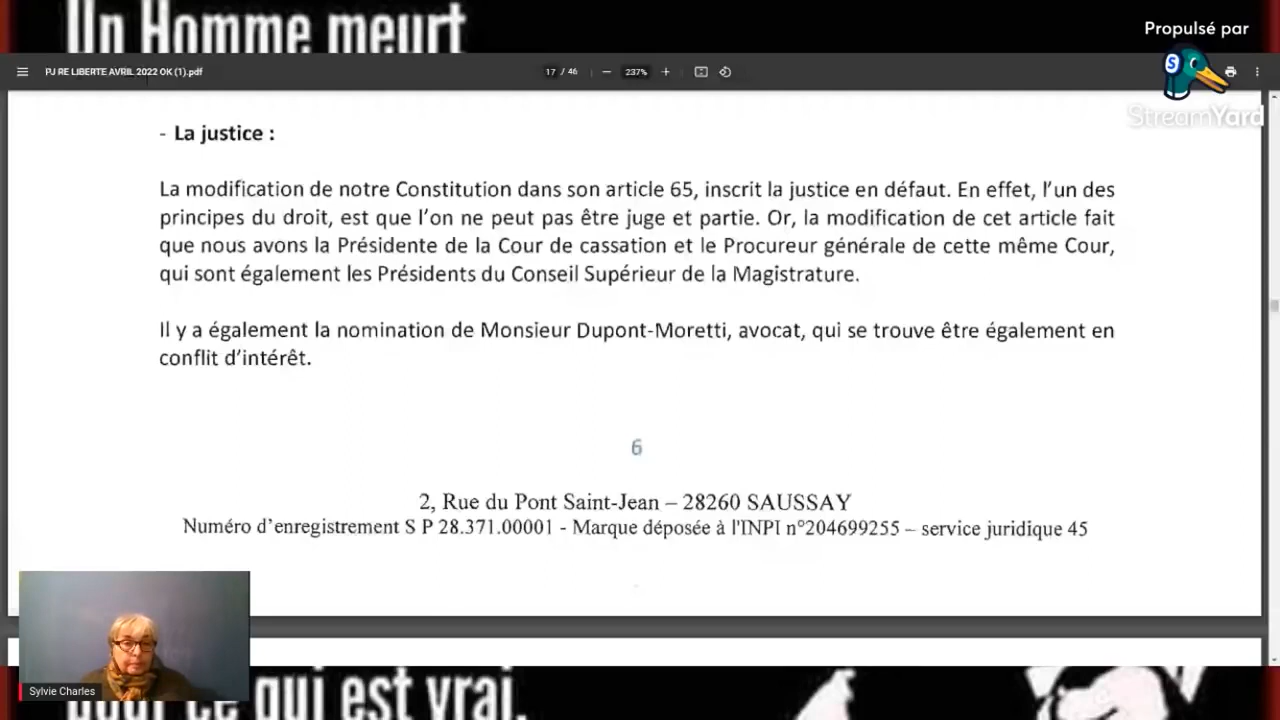 Un Homme meurt
Propulsé par
StreamYard
PJ RE LIBERTE AVRIL 2022 OK (1).pdf
17 / 46
237%
- La justice :
La modification de notre Constitution dans son article 65, inscrit la justice en défaut. En effet, l'un des
principes du droit, est que l'on ne peut pas être juge et partie. Or, la modification de cet article fait
que nous avons la Présidente de la Cour de cassation et le Procureur générale de cette même Cour,
qui sont également les Présidents du Conseil Supérieur de la Magistrature.
Il y a également la nomination de Monsieur Dupont-Moretti, avocat, qui se trouve être également en
conflit d'intérêt.
6
2, Rue du Pont Saint-Jean – 28260 SAUSSAY
Numéro d'enregistrement S P 28.371.00001 - Marque déposée à l'INPI n°204699255 – service juridique 45
Sylvie Charles
pour ce qui est vrai.